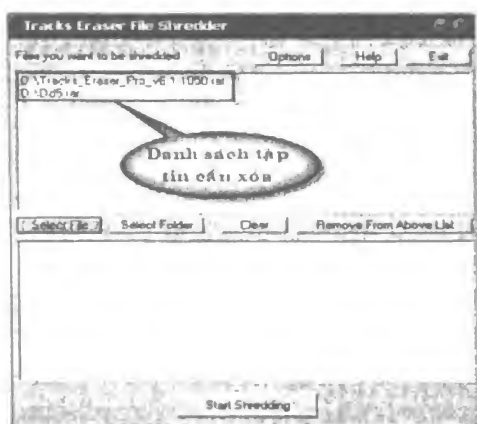 Tracks Eraser File Shredder
Files you want to be shredded Options Help Exit
D:\Tracks_Eraser_Pro_v6.1.1050.rar
D:\Dd5.rar
Danh sách tập
tin cần xóa
Select File Select Folder Clear Remove From Above List
Start Shredding